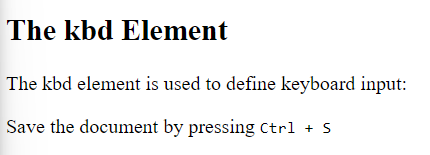 The kbd Element
The kbd element is used to define keyboard input:
Save the document by pressing Ctrl + S